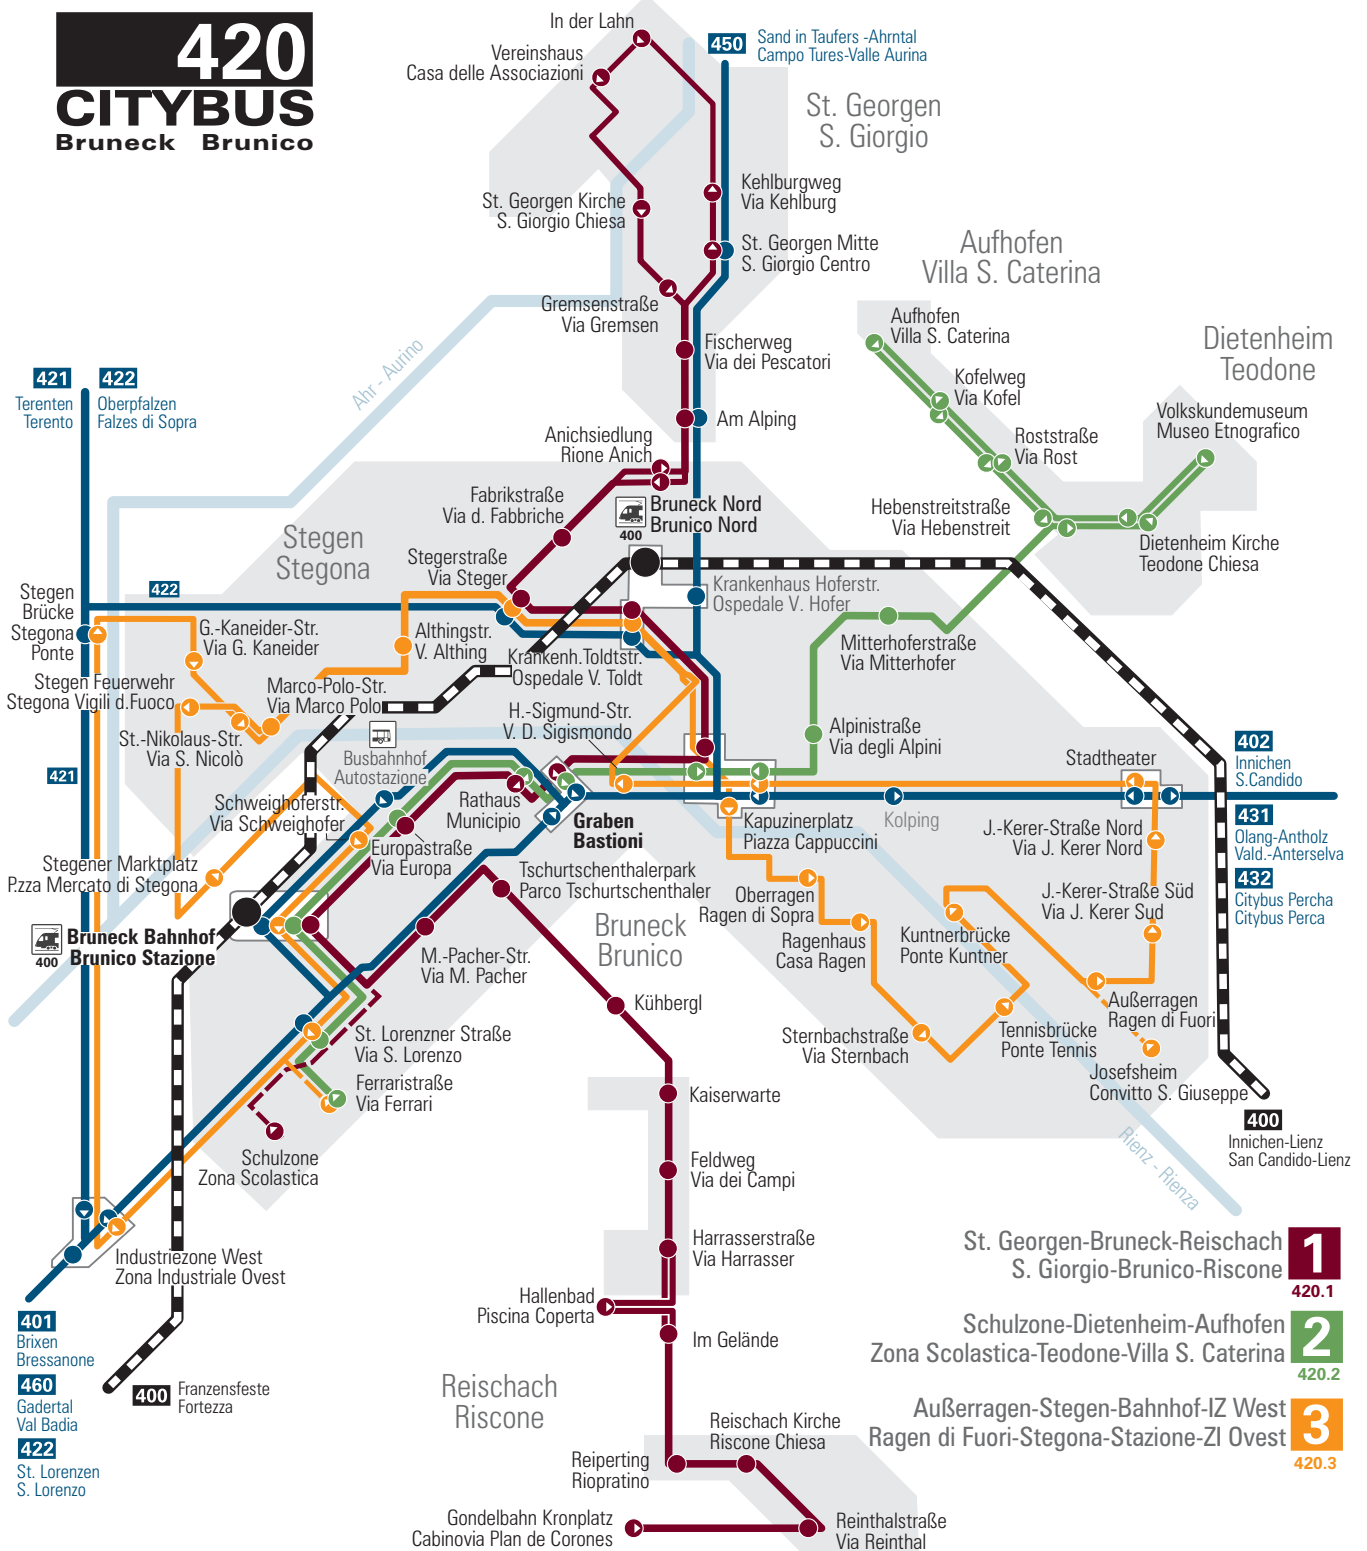 420
CITYBUS
Bruneck Brunico
In der Lahn
Vereinshaus
Casa delle Associazioni
450
Sand in Taufers -Ahrntal
Campo Tures-Valle Aurina
St. Georgen
S. Giorgio
Kehlburgweg
Via Kehlburg
St. Georgen Kirche
S. Giorgio Chiesa
St. Georgen Mitte
S. Giorgio Centro
Gremsenstraße
Via Gremsen
Fischerweg
Via dei Pescatori
Am Alping
Anichsiedlung
Rione Anich
Aufhofen
Villa S. Caterina
Aufhofen
Villa S. Caterina
Kofelweg
Via Kofel
Roststraße
Via Rost
Hebenstreitstraße
Via Hebenstreit
Dietenheim
Teodone
Volkskundemuseum
Museo Etnografico
Dietenheim Kirche
Teodone Chiesa
Ahr - Aurino
421
Terenten
Terento
422
Oberpfalzen
Falzes di Sopra
Fabrikstraße
Via d. Fabbriche
Bruneck Nord
Brunico Nord
400
Stegen
Stegona
Stegerstraße
Via Steger
Krankenhaus Hoferstr.
Ospedale V. Hofer
Stegen
Brücke
Stegona
Ponte
422
G.-Kaneider-Str.
Via G. Kaneider
Althingstr.
V. Althing
Krankenh.Toldtstr.
Ospedale V. Toldt
Mitterhoferstraße
Via Mitterhofer
Stegen Feuerwehr
Stegona Vigili d.Fuoco
Marco-Polo-Str.
Via Marco Polo
St.-Nikolaus-Str.
Via S. Nicolò
H.-Sigmund-Str.
V. D. Sigismondo
Alpinistraße
Via degli Alpini
Busbahnhof
Autostazione
421
Stadtheater
402
Innichen
S.Candido
431
Olang-Antholz
Vald.-Anterselva
432
Citybus Percha
Citybus Perca
Schweighoferstr.
Via Schweighofer
Rathaus
Municipio
Graben
Bastioni
Kapuzinerplatz
Piazza Cappuccini
Kolping
J.-Kerer-Straße Nord
Via J. Kerer Nord
Europastraße
Via Europa
Stegener Marktplatz
P.zza Mercato di Stegona
Tschurtschenthalerpark
Parco Tschurtschenthaler
Oberragen
Ragen di Sopra
J.-Kerer-Straße Süd
Via J. Kerer Sud
Bruneck
Brunico
Ragenhaus
Casa Ragen
Kuntnerbrücke
Ponte Kuntner
400
Bruneck Bahnhof
Brunico Stazione
M.-Pacher-Str.
Via M. Pacher
Kühbergl
Außerragen
Ragen di Fuori
Sternbachstraße
Via Sternbach
Tennisbrücke
Ponte Tennis
St. Lorenzner Straße
Via S. Lorenzo
Josefsheim
Convitto S. Giuseppe
Ferraristraße
Via Ferrari
Kaiserwarte
400
Innichen-Lienz
San Candido-Lienz
Schulzone
Zona Scolastica
Feldweg
Via dei Campi
Rienz - Rienza
Industriezone West
Zona Industriale Ovest
Harrasserstraße
Via Harrasser
Hallenbad
Piscina Coperta
Im Gelände
401
Brixen
Bressanone
460
Gadertal
Val Badia
422
St. Lorenzen
S. Lorenzo
400
Franzensfeste
Fortezza
Reischach
Riscone
Reischach Kirche
Riscone Chiesa
Reiperting
Riopratino
Gondelbahn Kronplatz
Cabinovia Plan de Corones
Reinthalstraße
Via Reinthal
St. Georgen-Bruneck-Reischach
S. Giorgio-Brunico-Riscone
1
420.1
Schulzone-Dietenheim-Aufhofen
Zona Scolastica-Teodone-Villa S. Caterina
2
420.2
Außerragen-Stegen-Bahnhof-IZ West
Ragen di Fuori-Stegona-Stazione-ZI Ovest
3
420.3